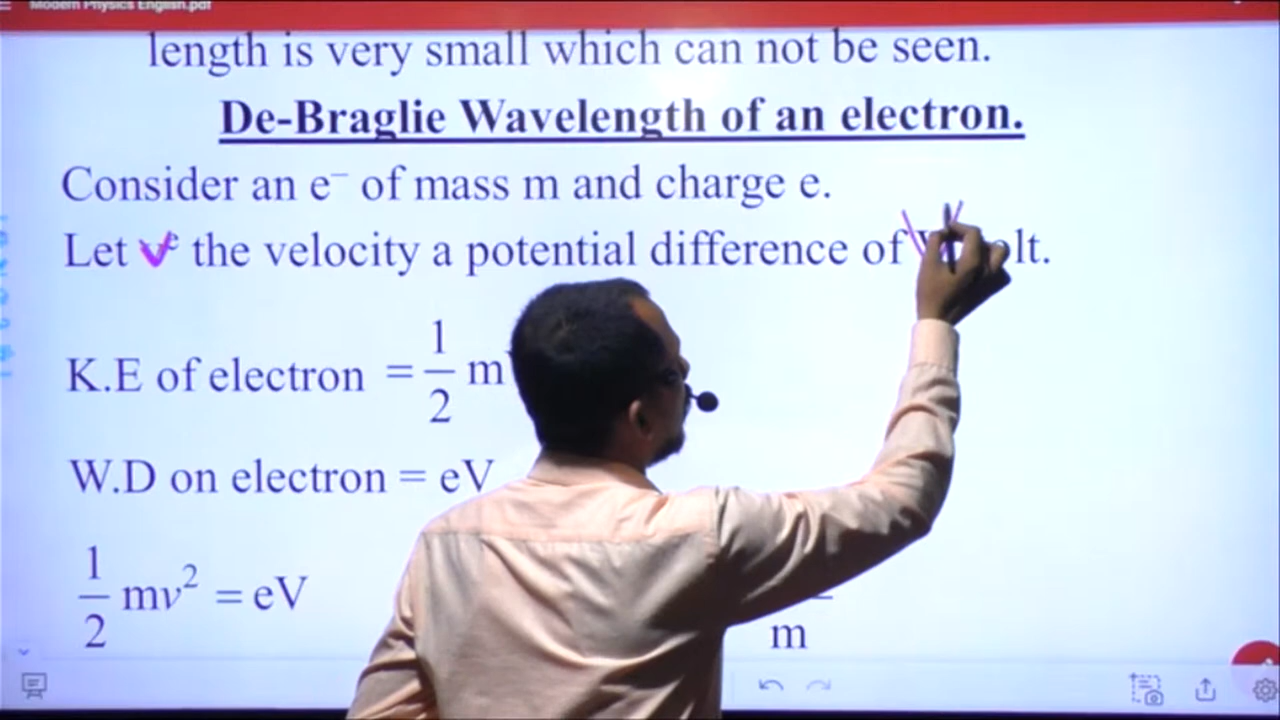 Modern Physics English.pdf
length is very small which can not be seen.
De-Braglie Wavelength of an electron.
Consider an e⁻ of mass m and charge e.
Let v the velocity a potential difference of V olt.
K.E of electron = 1/2 m
W.D on electron = eV
1/2 mv² = eV
m